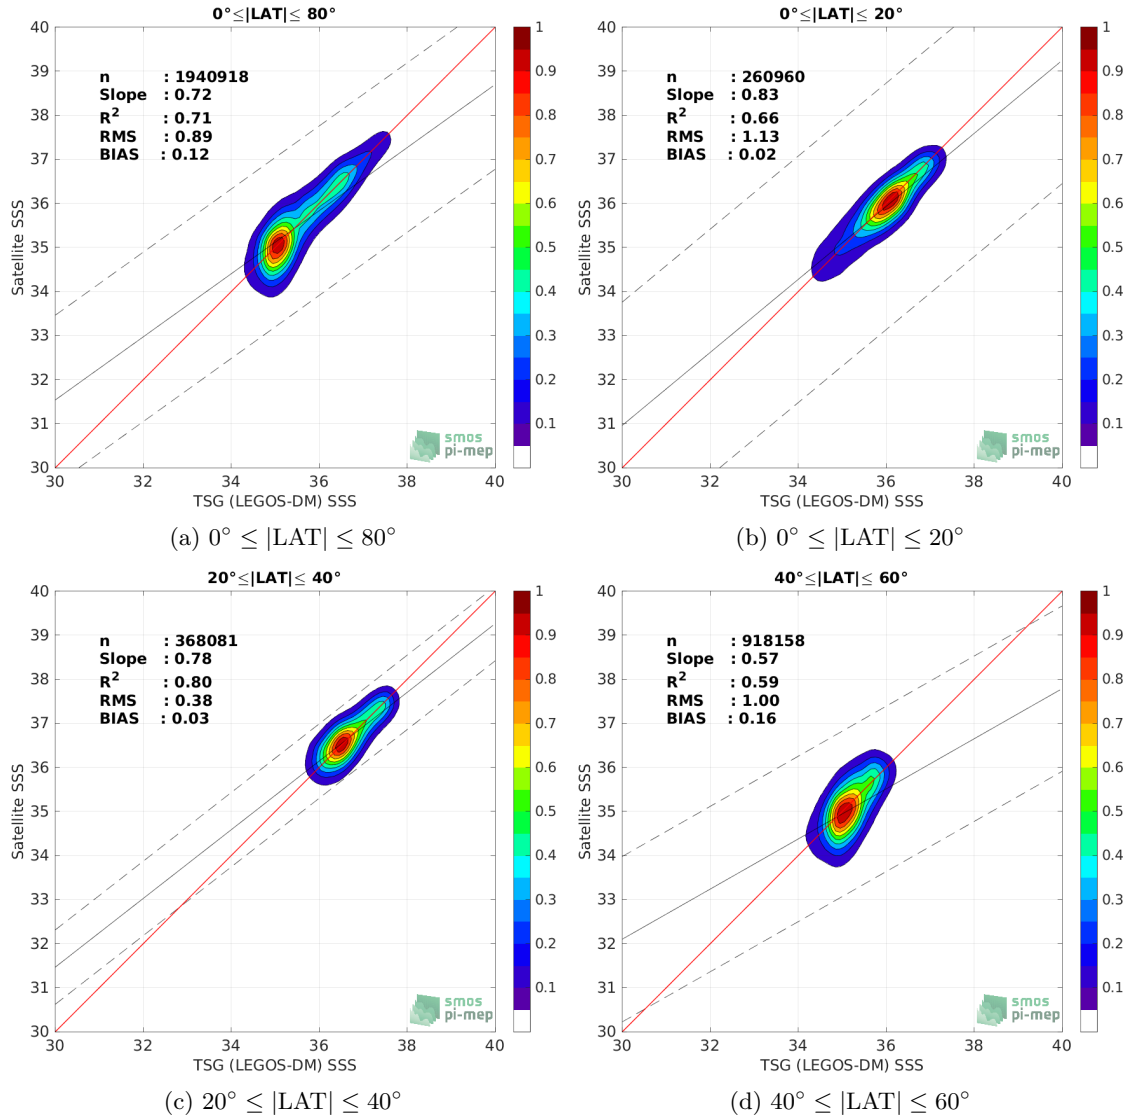 0°≤|LAT|≤ 80°
40
39
38
37
36
35
34
33
32
31
30
Satellite SSS
n : 1940918
Slope : 0.72
R² : 0.71
RMS : 0.89
BIAS : 0.12
smos
pi-mep
30 32 34 36 38 40
TSG (LEGOS-DM) SSS
1
0.9
0.8
0.7
0.6
0.5
0.4
0.3
0.2
0.1
(a) 0° ≤ |LAT| ≤ 80°
0°≤|LAT|≤ 20°
40
39
38
37
36
35
34
33
32
31
30
Satellite SSS
n : 260960
Slope : 0.83
R² : 0.66
RMS : 1.13
BIAS : 0.02
smos
pi-mep
30 32 34 36 38 40
TSG (LEGOS-DM) SSS
1
0.9
0.8
0.7
0.6
0.5
0.4
0.3
0.2
0.1
(b) 0° ≤ |LAT| ≤ 20°
20°≤|LAT|≤ 40°
40
39
38
37
36
35
34
33
32
31
30
Satellite SSS
n : 368081
Slope : 0.78
R² : 0.80
RMS : 0.38
BIAS : 0.03
smos
pi-mep
30 32 34 36 38 40
TSG (LEGOS-DM) SSS
1
0.9
0.8
0.7
0.6
0.5
0.4
0.3
0.2
0.1
(c) 20° ≤ |LAT| ≤ 40°
40°≤|LAT|≤ 60°
40
39
38
37
36
35
34
33
32
31
30
Satellite SSS
n : 918158
Slope : 0.57
R² : 0.59
RMS : 1.00
BIAS : 0.16
smos
pi-mep
30 32 34 36 38 40
TSG (LEGOS-DM) SSS
1
0.9
0.8
0.7
0.6
0.5
0.4
0.3
0.2
0.1
(d) 40° ≤ |LAT| ≤ 60°